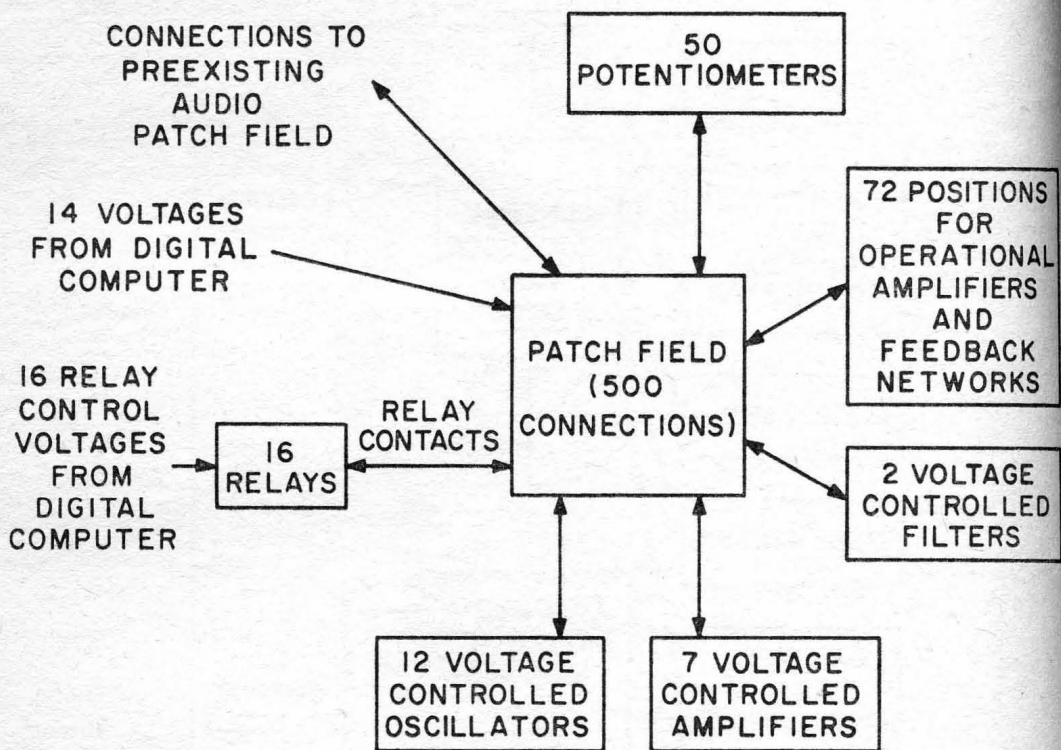 CONNECTIONS TO
PREEXISTING
AUDIO
PATCH FIELD
50
POTENTIOMETERS
14 VOLTAGES
FROM DIGITAL
COMPUTER
72 POSITIONS
FOR
OPERATIONAL
AMPLIFIERS
AND
FEEDBACK
NETWORKS
PATCH FIELD
(500
CONNECTIONS)
16 RELAY
CONTROL
VOLTAGES
FROM
DIGITAL
COMPUTER
16
RELAYS
RELAY
CONTACTS
2 VOLTAGE
CONTROLLED
FILTERS
12 VOLTAGE
CONTROLLED
OSCILLATORS
7 VOLTAGE
CONTROLLED
AMPLIFIERS